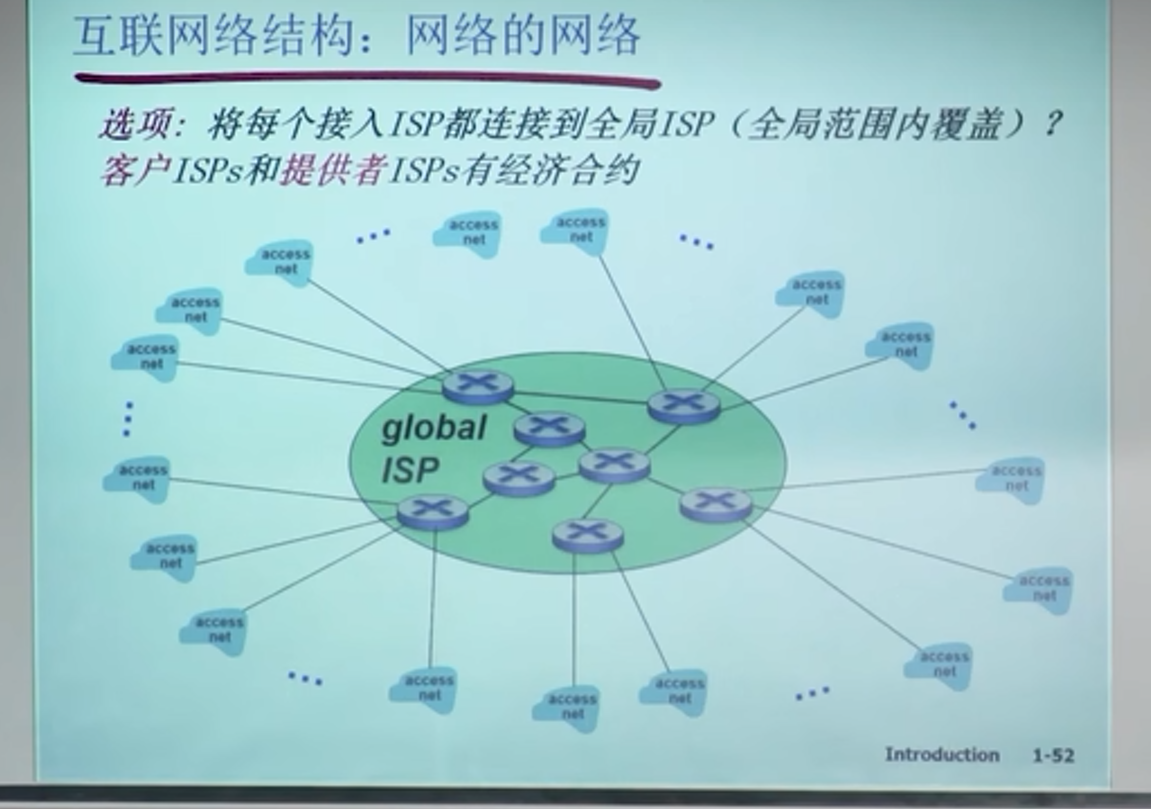 互联网络结构：网络的网络
选项：将每个接入ISP都连接到全局ISP（全局范围内覆盖）？
客户ISPs和提供者ISPs有经济合约
access
net
access
net
access
net
access
net
access
net
access
net
access
net
global
ISP
access
net
access
net
access
net
access
net
access
net
access
net
access
net
access
net
access
net
Introduction 1-52